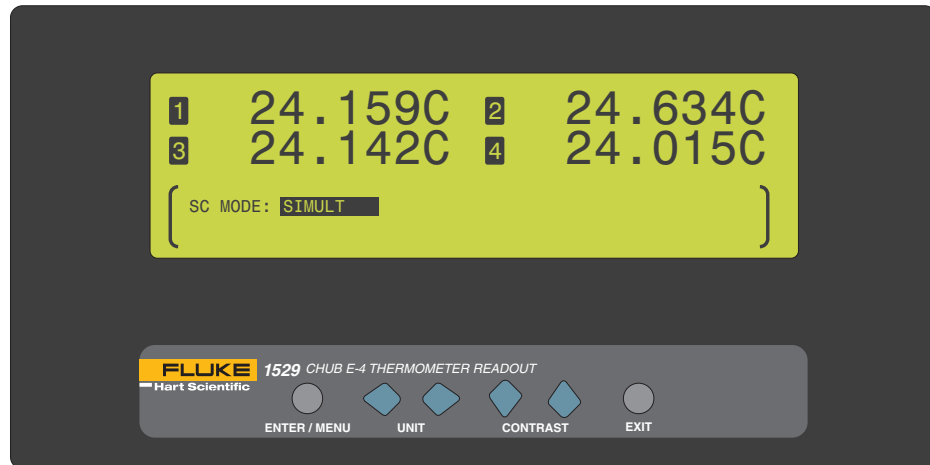 1 24.159C 2 24.634C
3 24.142C 4 24.015C
SC MODE: SIMULT
FLUKE 1529 CHUB E-4 THERMOMETER READOUT
Hart Scientific
ENTER / MENU UNIT CONTRAST EXIT